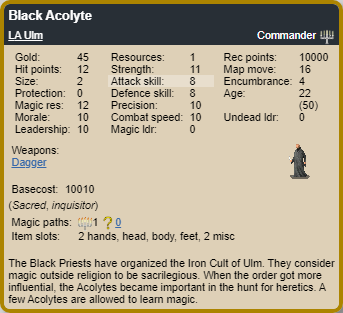 Black Acolyte
LA Ulm Commander
Gold: 45 Resources: 1 Rec points: 10000
Hit points: 12 Strength: 11 Map move: 16
Size: 2 Attack skill: 8 Encumbrance: 4
Protection: 0 Defence skill: 8 Age: 22
Magic res: 12 Precision: 10 (50)
Morale: 10 Combat speed: 10 Undead ldr: 0
Leadership: 10 Magic ldr: 0
Weapons:
Dagger
Basecost: 10010
(Sacred, inquisitor)
Magic paths: 1 ? 0
Item slots: 2 hands, head, body, feet, 2 misc
The Black Priests have organized the Iron Cult of Ulm. They consider
magic outside religion to be sacrilegious. When the order got more
influential, the Acolytes became important in the hunt for heretics. A
few Acolytes are allowed to learn magic.